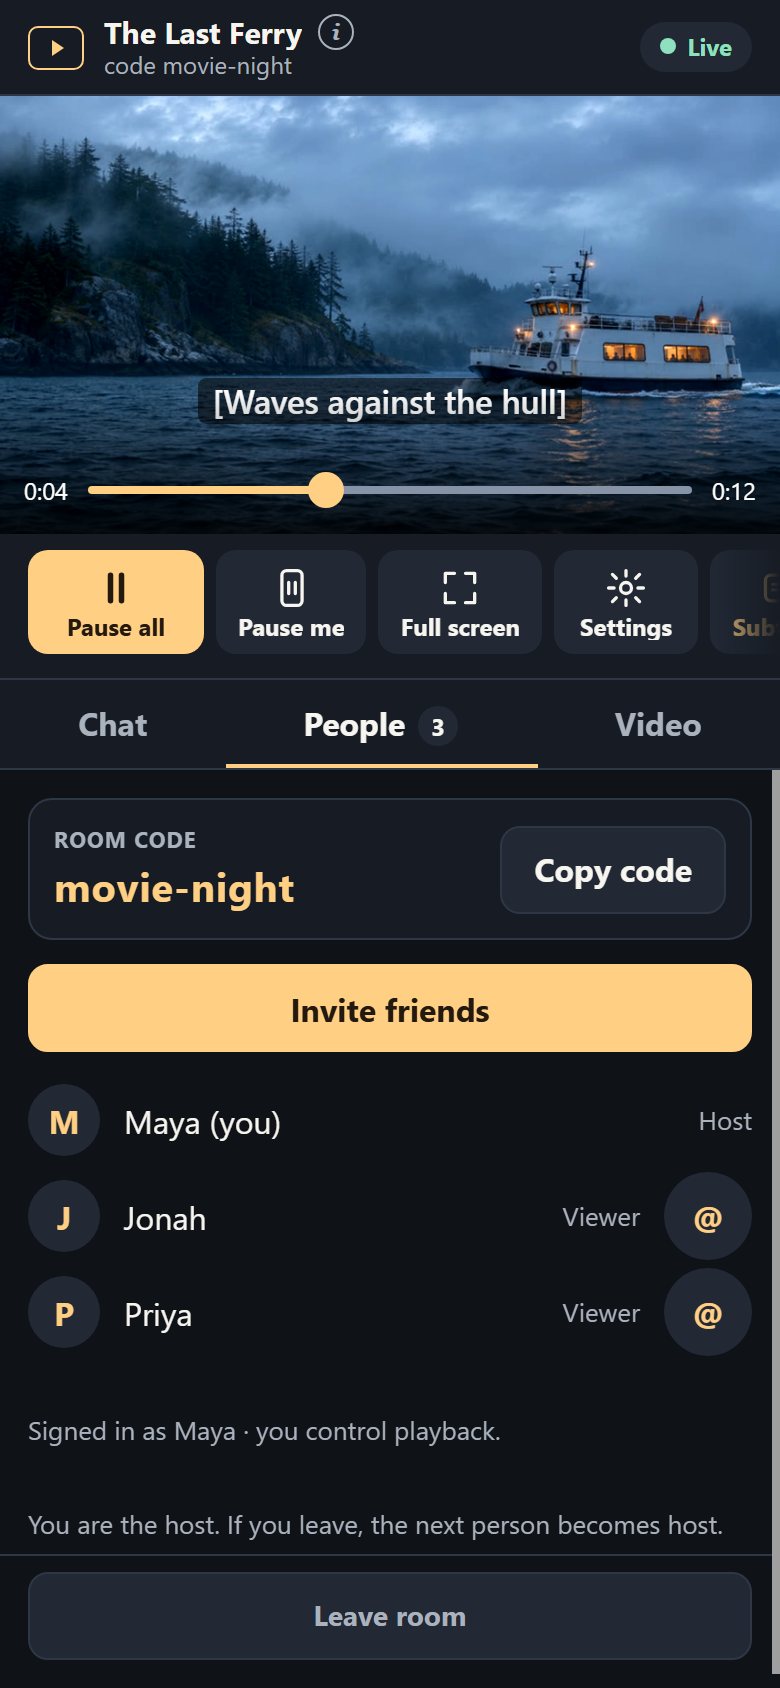 The Last Ferry
code movie-night
Live
[Waves against the hull]
0:04
0:12
Pause all
Pause me
Full screen
Settings
Chat
People 3
Video
ROOM CODE
movie-night
Copy code
Invite friends
M
Maya (you)
Host
J
Jonah
Viewer
@
P
Priya
Viewer
@
Signed in as Maya · you control playback.
You are the host. If you leave, the next person becomes host.
Leave room